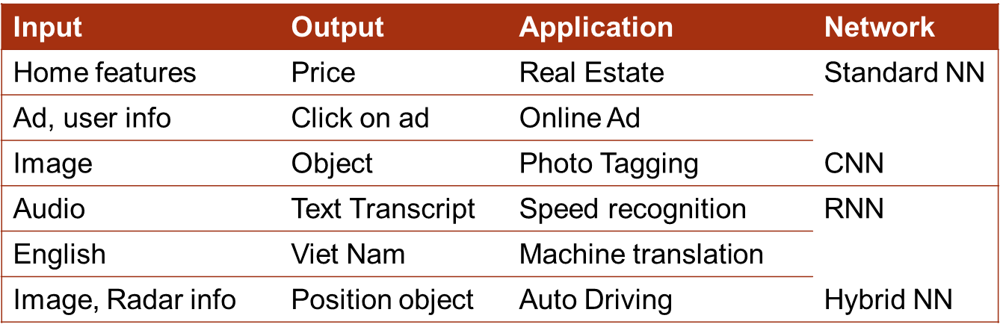 Input Output Application Network
Home features Price Real Estate Standard NN
Ad, user info Click on ad Online Ad
Image Object Photo Tagging CNN
Audio Text Transcript Speed recognition RNN
English Viet Nam Machine translation
Image, Radar info Position object Auto Driving Hybrid NN